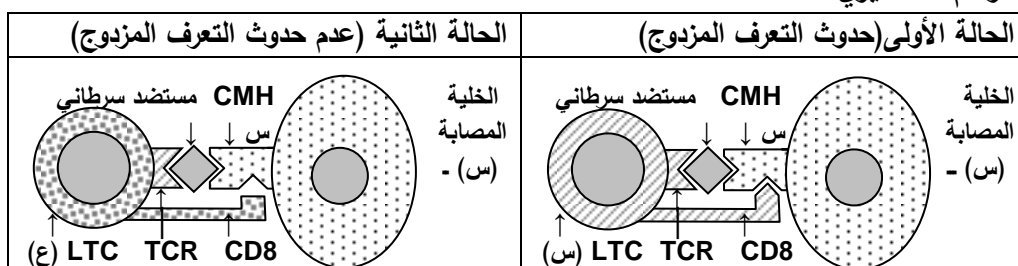 الحالة الأولى(حدوث التعرف المزدوج)
الحالة الثانية (عدم حدوث التعرف المزدوج)
الخلية
المصابة
(س) -
CMH مستضد سرطاني
س
LTC TCR CD8 (س)
الخلية
المصابة
(س) -
CMH مستضد سرطاني
س
LTC TCR CD8 (ع)